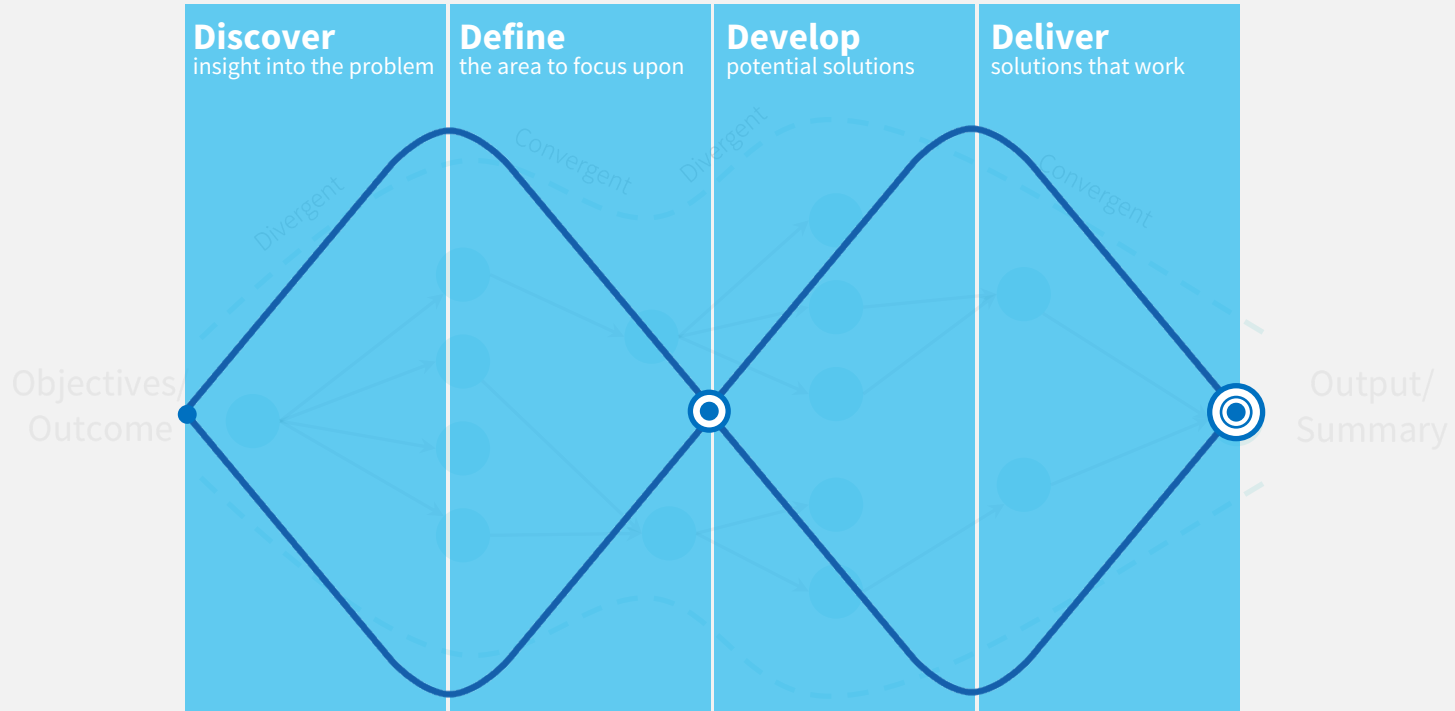 Discover
insight into the problem
Define
the area to focus upon
Develop
potential solutions
Deliver
solutions that work
Divergent
Convergent
Divergent
Convergent
Objectives/
Outcome
Output/
Summary